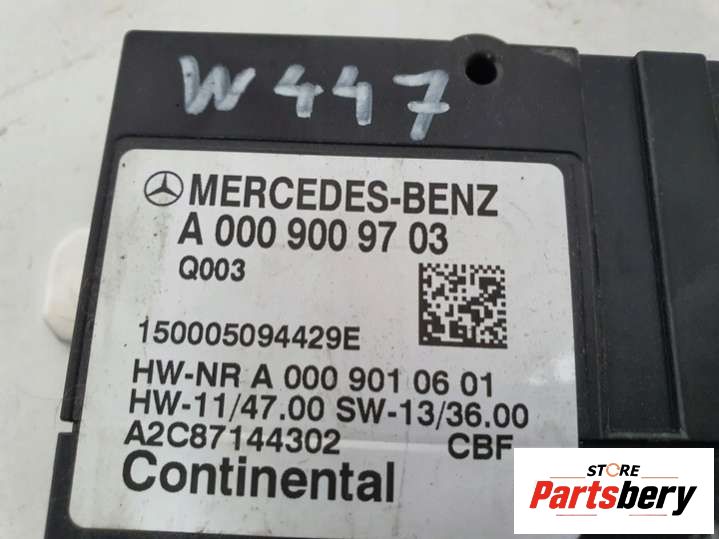 W447
MERCEDES-BENZ
A 000 900 97 03
Q003
150005094429E
HW-NR A 000 901 06 01
HW-11/47.00 SW-13/36.00
A2C87144302 CBF
Continental
STORE
Partsbery